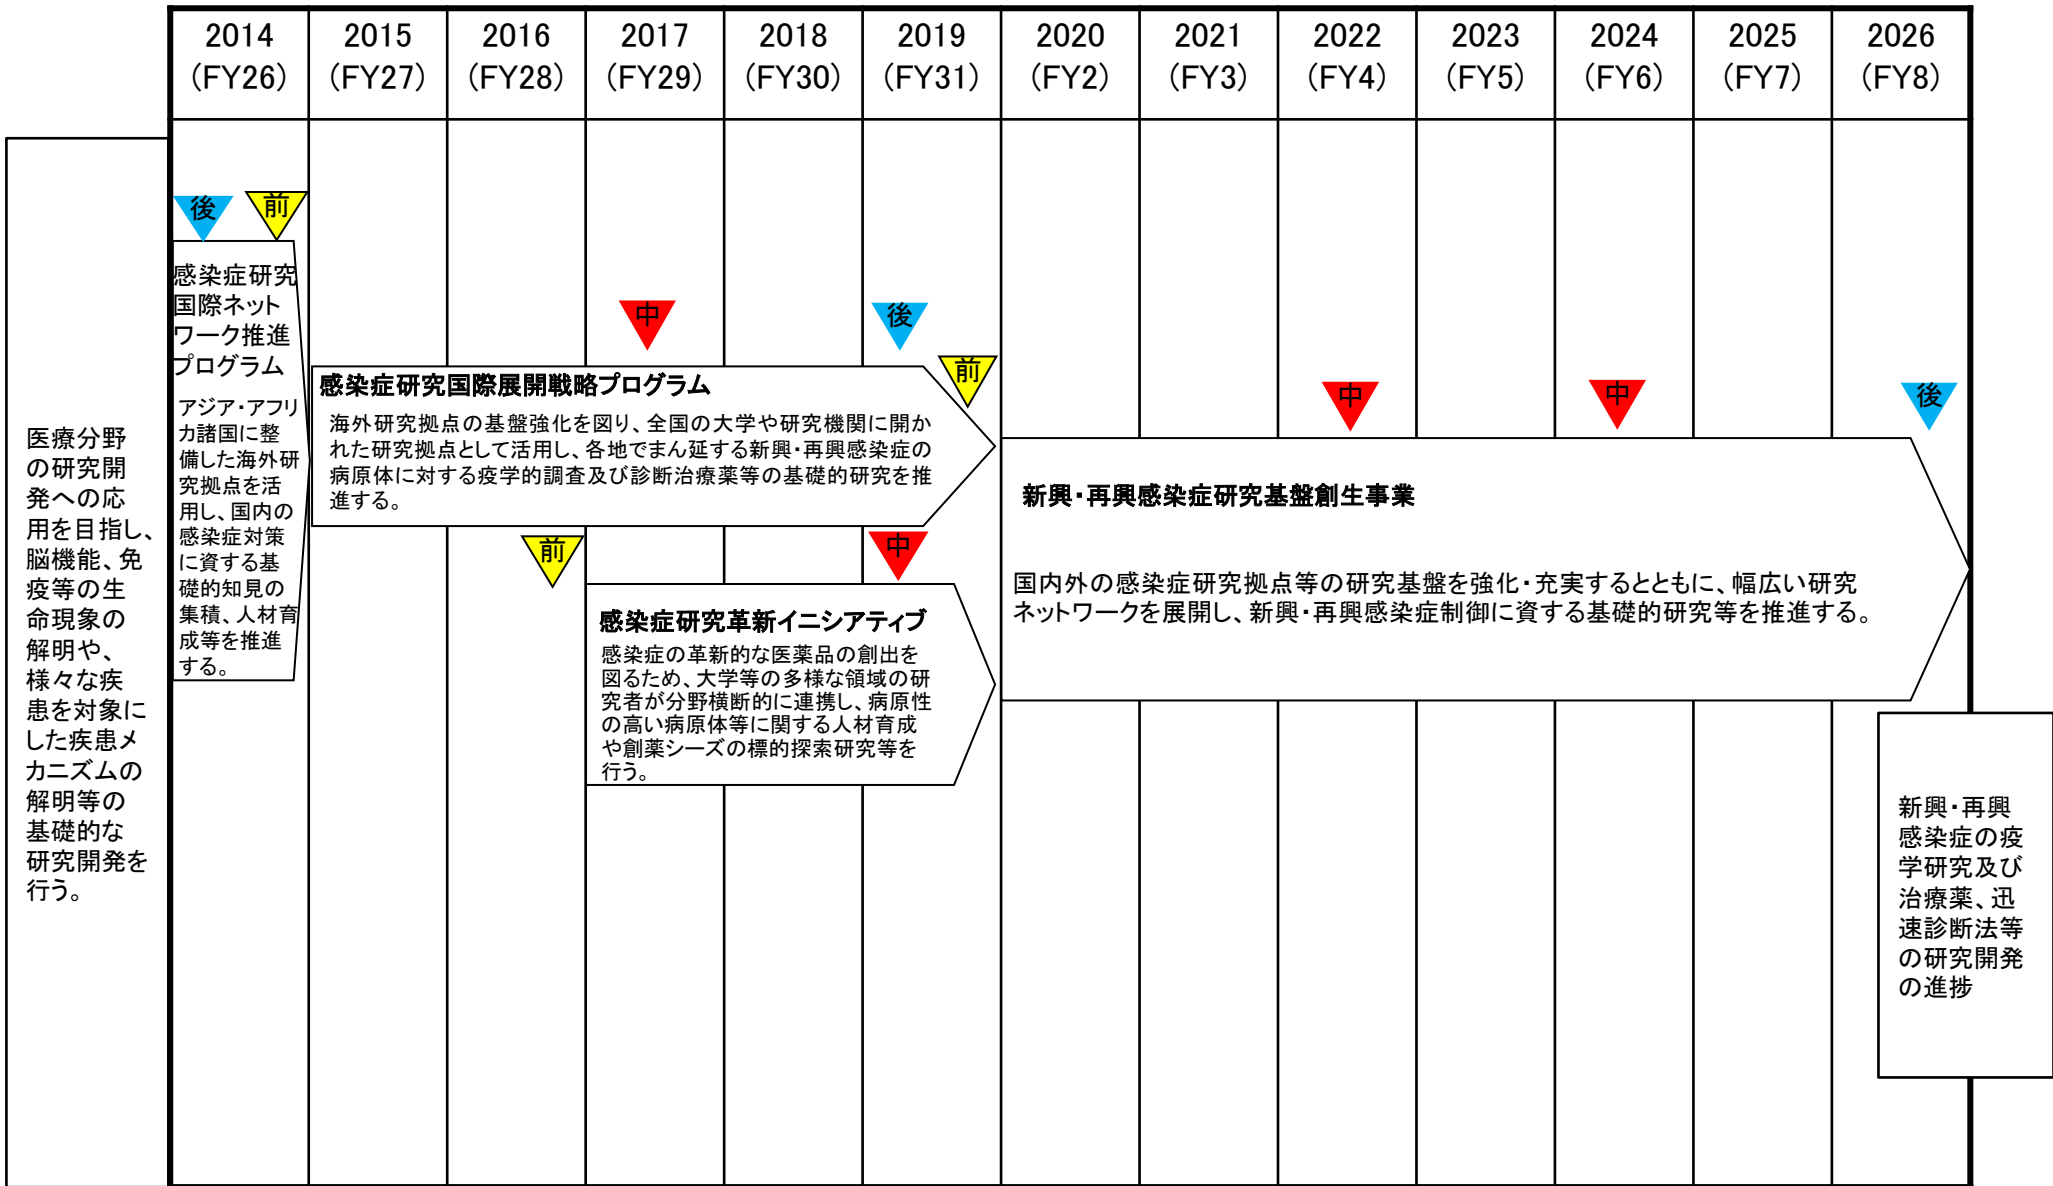 2014
(FY26)
2015
(FY27)
2016
(FY28)
2017
(FY29)
2018
(FY30)
2019
(FY31)
2020
(FY2)
2021
(FY3)
2022
(FY4)
2023
(FY5)
2024
(FY6)
2025
(FY7)
2026
(FY8)
医療分野
の研究開
発への応
用を目指し、
脳機能、免
疫等の生
命現象の
解明や、
様々な疾
患を対象に
した疾患メ
カニズムの
解明等の
基礎的な
研究開発を
行う。
後
前
感染症研究
国際ネット
ワーク推進
プログラム
アジア・アフリ
カ諸国に整
備した海外研
究拠点を活
用し、国内の
感染症対策
に資する基
礎的知見の
集積、人材育
成等を推進
する。
中
後
前
感染症研究国際展開戦略プログラム
海外研究拠点の基盤強化を図り、全国の大学や研究機関に開か
れた研究拠点として活用し、各地でまん延する新興・再興感染症の
病原体に対する疫学的調査及び診断治療薬等の基礎的研究を推
進する。
前
中
感染症研究革新イニシアティブ
感染症の革新的な医薬品の創出を
図るため、大学等の多様な領域の研
究者が分野横断的に連携し、病原性
の高い病原体等に関する人材育成
や創薬シーズの標的探索研究等を
行う。
中
中
後
新興・再興感染症研究基盤創生事業
国内外の感染症研究拠点等の研究基盤を強化・充実するとともに、幅広い研究
ネットワークを展開し、新興・再興感染症制御に資する基礎的研究等を推進する。
新興・再興
感染症の疫
学研究及び
治療薬、迅
速診断法等
の研究開発
の進捗